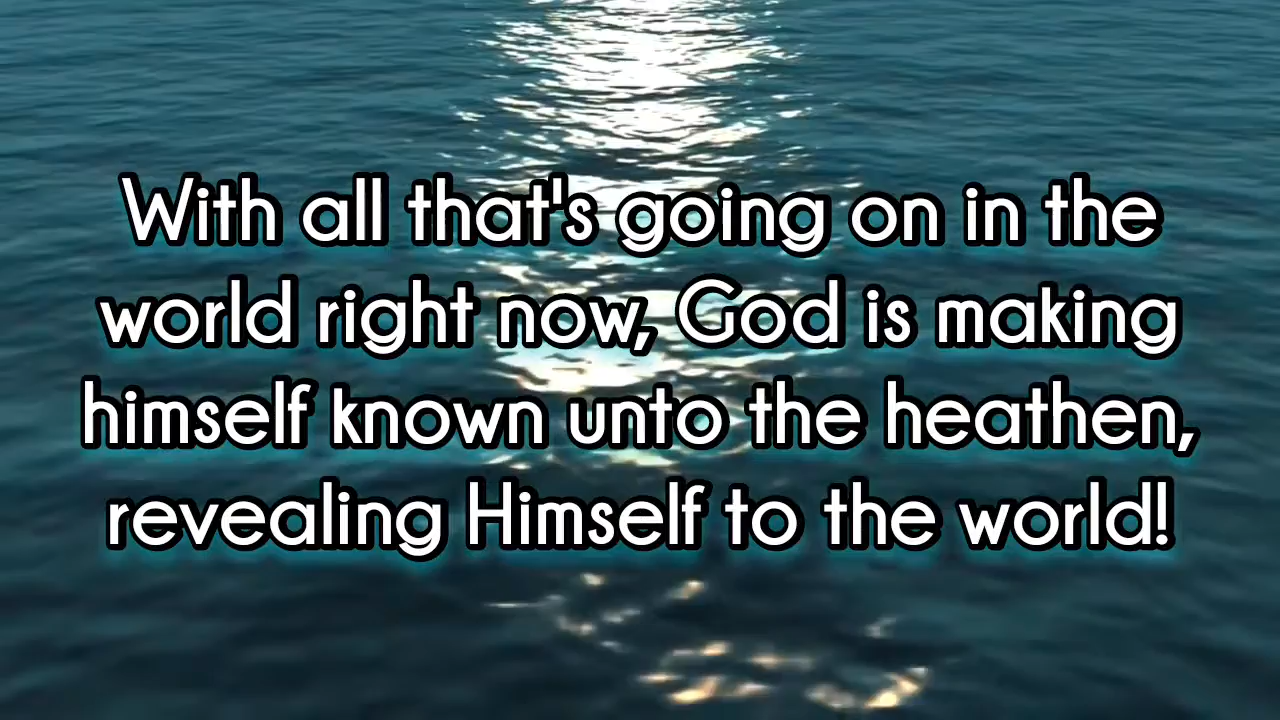 With all that's going on in the
world right now, God is making
himself known unto the heathen,
revealing Himself to the world!